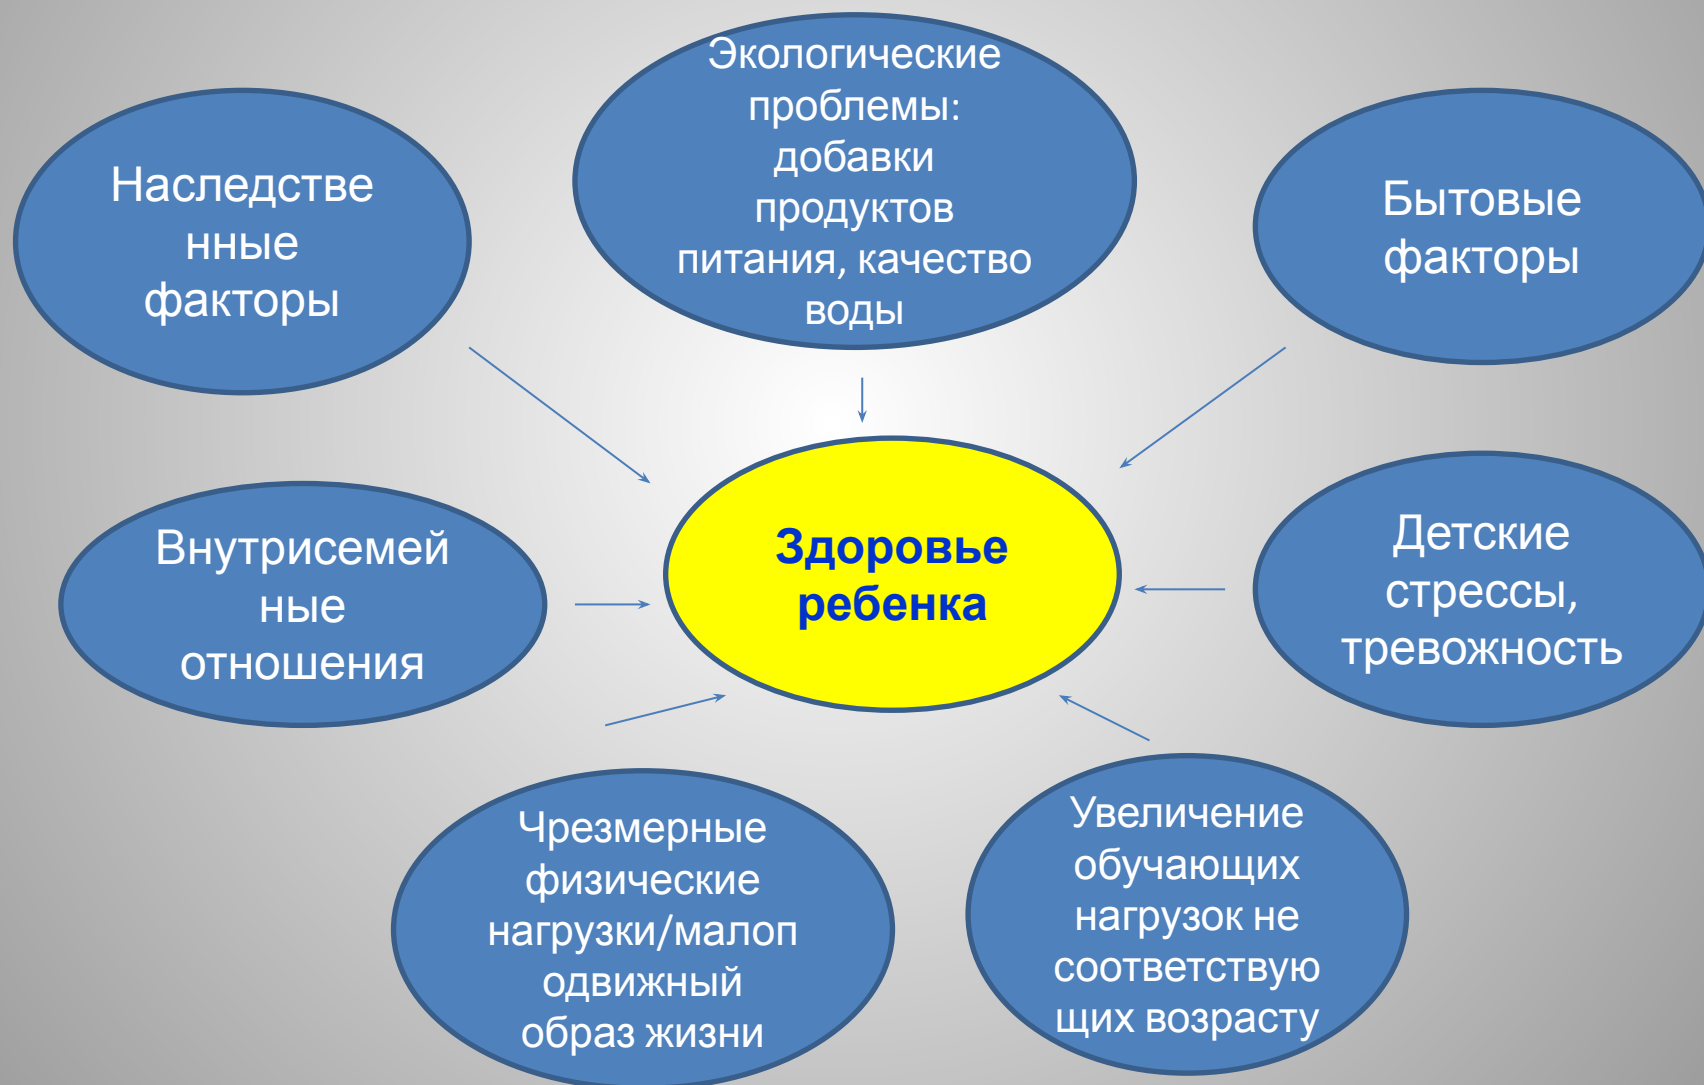 Экологические
проблемы:
добавки
продуктов
питания, качество
воды
Наследстве
нные
факторы
Бытовые
факторы
Внутрисемей
ные
отношения
Здоровье
ребенка
Детские
стрессы,
тревожность
Чрезмерные
физические
нагрузки/малоп
одвижный
образ жизни
Увеличение
обучающих
нагрузок не
соответствую
щих возрасту